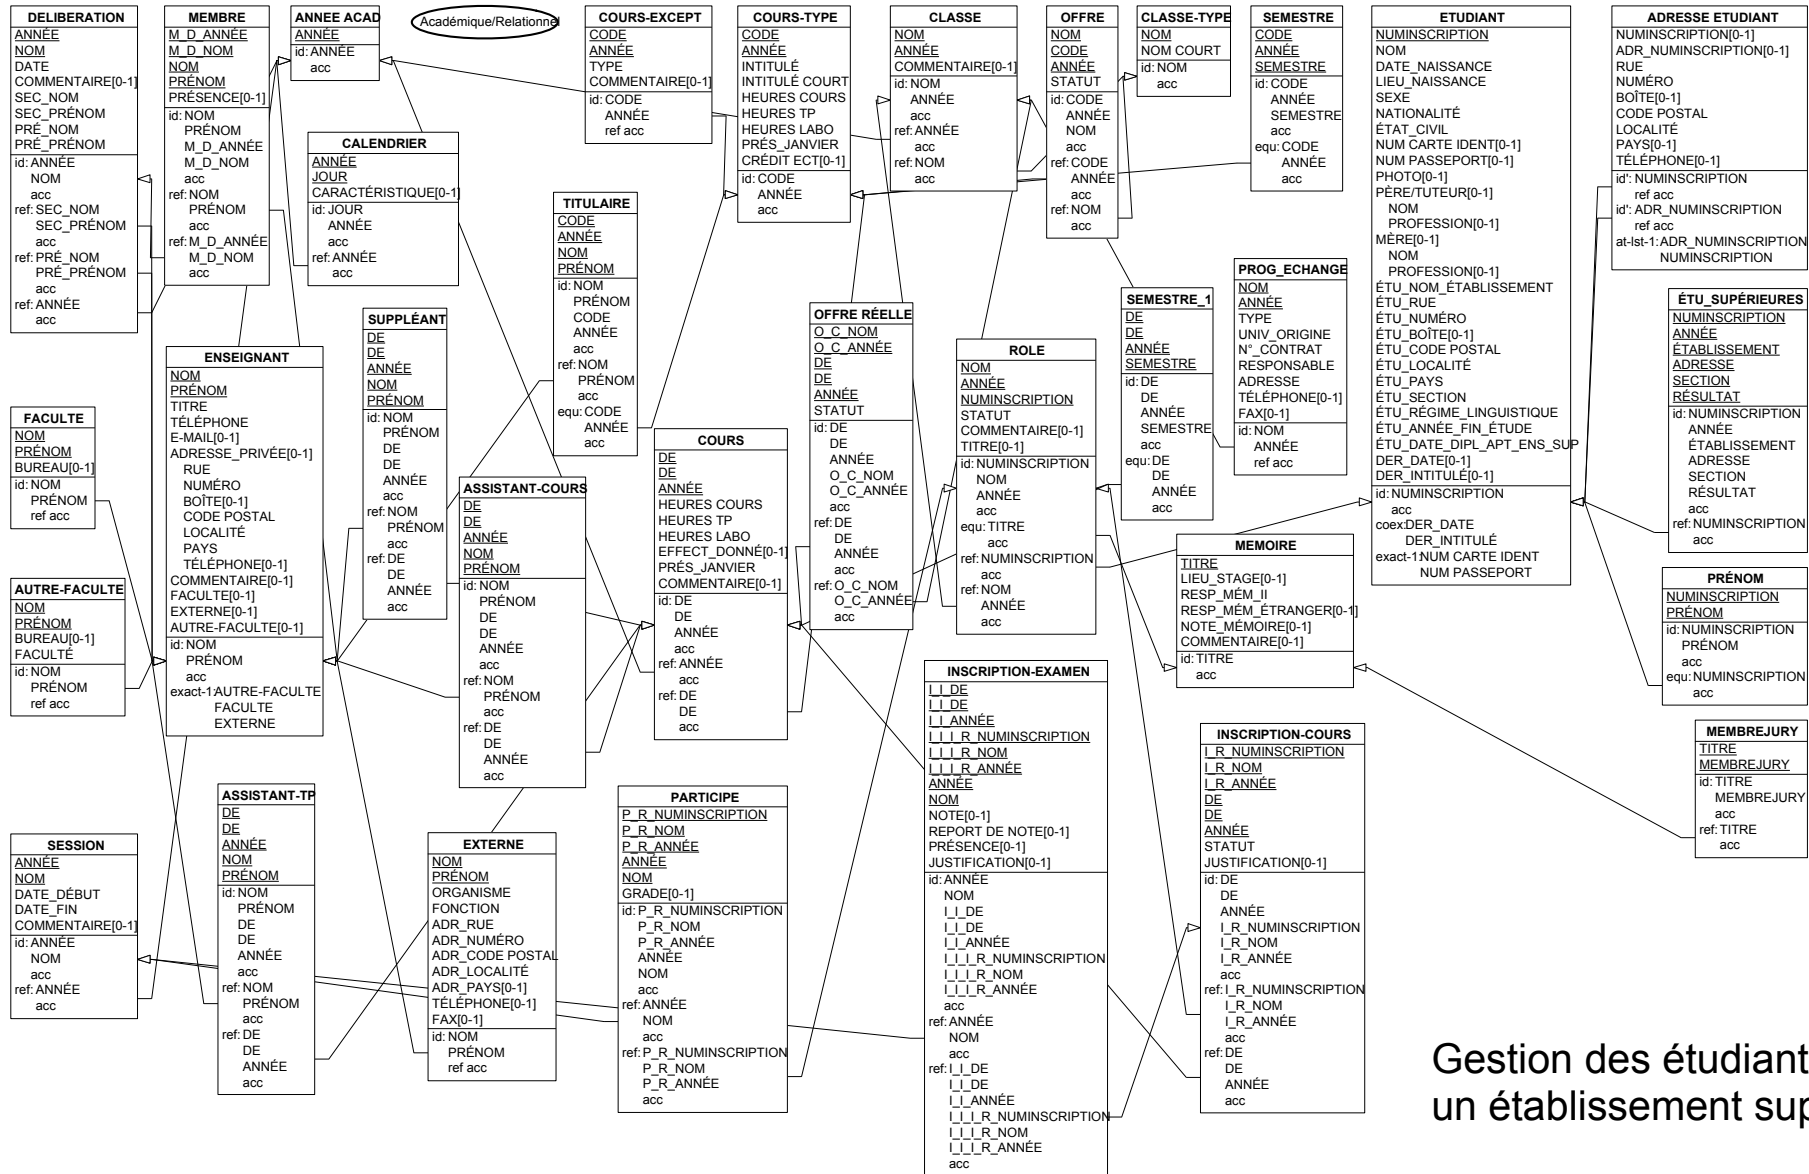 DELIBERATION
ANNÉE
NOM
DATE
COMMENTAIRE[0-1]
SEC_NOM
SEC_PRÉNOM
PRÉ_NOM
PRÉ_PRÉNOM
id: ANNÉE
NOM
acc
ref: SEC_NOM
SEC_PRÉNOM
acc
ref: PRÉ_NOM
PRÉ_PRÉNOM
acc
ref: ANNÉE
acc
MEMBRE
M_D_ANNÉE
M_D_NOM
NOM
PRÉNOM
PRÉSENCE[0-1]
id: NOM
PRÉNOM
M_D_ANNÉE
M_D_NOM
acc
ref: NOM
PRÉNOM
acc
ref: M_D_ANNÉE
M_D_NOM
acc
ANNEE ACAD
ANNÉE
id: ANNÉE
acc
Académique/Relationnel
CALENDRIER
ANNÉE
JOUR
CARACTÉRISTIQUE[0-1]
id: JOUR
ANNÉE
acc
ref: ANNÉE
acc
COURS-EXCEPT
CODE
ANNÉE
TYPE
COMMENTAIRE[0-1]
id: CODE
ANNÉE
ref acc
COURS-TYPE
CODE
ANNÉE
INTITULÉ
INTITULÉ COURT
HEURES COURS
HEURES TP
HEURES LABO
PRÉS_JANVIER
CRÉDIT ECT[0-1]
id: CODE
ANNÉE
acc
CLASSE
NOM
ANNÉE
COMMENTAIRE[0-1]
id: NOM
ANNÉE
acc
ref: ANNÉE
acc
ref: NOM
acc
OFFRE
NOM
CODE
ANNÉE
STATUT
id: CODE
ANNÉE
NOM
acc
ref: CODE
ANNÉE
acc
ref: NOM
acc
CLASSE-TYPE
NOM
NOM COURT
id: NOM
acc
SEMESTRE
CODE
ANNÉE
SEMESTRE
id: CODE
ANNÉE
SEMESTRE
acc
equ: CODE
ANNÉE
acc
ETUDIANT
NUMINSCRIPTION
NOM
DATE_NAISSANCE
LIEU_NAISSANCE
SEXE
NATIONALITÉ
ÉTAT_CIVIL
NUM CARTE IDENT[0-1]
NUM PASSEPORT[0-1]
PHOTO[0-1]
PÈRE/TUTEUR[0-1]
NOM
PROFESSION[0-1]
MÈRE[0-1]
NOM
PROFESSION[0-1]
ÉTU_NOM_ÉTABLISSEMENT
ÉTU_RUE
ÉTU_NUMÉRO
ÉTU_BOÎTE[0-1]
ÉTU_CODE POSTAL
ÉTU_LOCALITÉ
ÉTU_PAYS
ÉTU_SECTION
ÉTU_RÉGIME_LINGUISTIQUE
ÉTU_ANNÉE_FIN_ÉTUDE
ÉTU_DATE_DIPL_APT_ENS_SUP
DER_DATE[0-1]
DER_INTITULÉ[0-1]
id: NUMINSCRIPTION
acc
coex: DER_DATE
DER_INTITULÉ
exact-1: NUM CARTE IDENT
NUM PASSEPORT
ADRESSE ETUDIANT
NUMINSCRIPTION[0-1]
ADR_NUMINSCRIPTION[0-1]
RUE
NUMÉRO
BOÎTE[0-1]
CODE POSTAL
LOCALITÉ
PAYS[0-1]
TÉLÉPHONE[0-1]
id': NUMINSCRIPTION
ref acc
id': ADR_NUMINSCRIPTION
ref acc
at-lst-1: ADR_NUMINSCRIPTION
NUMINSCRIPTION
TITULAIRE
CODE
ANNÉE
NOM
PRÉNOM
id: NOM
PRÉNOM
CODE
ANNÉE
acc
ref: NOM
PRÉNOM
acc
equ: CODE
ANNÉE
acc
PROG_ECHANGE
NOM
ANNÉE
TYPE
UNIV_ORIGINE
N°_CONTRAT
RESPONSABLE
ADRESSE
TÉLÉPHONE[0-1]
FAX[0-1]
id: NOM
ANNÉE
ref acc
SEMESTRE_1
DE
DE
ANNÉE
SEMESTRE
id: DE
DE
ANNÉE
SEMESTRE
acc
equ: DE
DE
ANNÉE
acc
ÉTU_SUPÉRIEURES
NUMINSCRIPTION
ANNÉE
ÉTABLISSEMENT
ADRESSE
SECTION
RÉSULTAT
id: NUMINSCRIPTION
ANNÉE
ÉTABLISSEMENT
ADRESSE
SECTION
RÉSULTAT
acc
ref: NUMINSCRIPTION
acc
SUPPLÉANT
DE
DE
ANNÉE
NOM
PRÉNOM
id: NOM
PRÉNOM
DE
DE
ANNÉE
acc
ref: NOM
PRÉNOM
acc
ref: DE
DE
ANNÉE
acc
OFFRE RÉELLE
O_C_NOM
O_C_ANNÉE
DE
DE
ANNÉE
STATUT
id: DE
DE
ANNÉE
O_C_NOM
O_C_ANNÉE
acc
ref: DE
DE
ANNÉE
acc
ref: O_C_NOM
O_C_ANNÉE
acc
ROLE
NOM
ANNÉE
NUMINSCRIPTION
STATUT
COMMENTAIRE[0-1]
TITRE[0-1]
id: NUMINSCRIPTION
NOM
ANNÉE
acc
equ: TITRE
acc
ref: NUMINSCRIPTION
acc
ref: NOM
ANNÉE
acc
ENSEIGNANT
NOM
PRÉNOM
TITRE
TÉLÉPHONE
E-MAIL[0-1]
ADRESSE_PRIVÉE[0-1]
RUE
NUMÉRO
BOÎTE[0-1]
CODE POSTAL
LOCALITÉ
PAYS
TÉLÉPHONE[0-1]
COMMENTAIRE[0-1]
FACULTE[0-1]
EXTERNE[0-1]
AUTRE-FACULTE[0-1]
id: NOM
PRÉNOM
acc
exact-1: AUTRE-FACULTE
FACULTE
EXTERNE
FACULTE
NOM
PRÉNOM
BUREAU[0-1]
id: NOM
PRÉNOM
ref acc
AUTRE-FACULTE
NOM
PRÉNOM
BUREAU[0-1]
FACULTÉ
id: NOM
PRÉNOM
ref acc
COURS
DE
DE
ANNÉE
HEURES COURS
HEURES TP
HEURES LABO
EFFECT_DONNÉ[0-1]
PRÉS_JANVIER
COMMENTAIRE[0-1]
id: DE
DE
ANNÉE
acc
ref: ANNÉE
acc
ref: DE
DE
acc
ASSISTANT-COURS
DE
DE
ANNÉE
NOM
PRÉNOM
id: NOM
PRÉNOM
DE
DE
ANNÉE
acc
ref: NOM
PRÉNOM
acc
ref: DE
DE
ANNÉE
acc
MEMOIRE
TITRE
LIEU_STAGE[0-1]
RESP_MÉM_II
RESP_MÉM_ÉTRANGER[0-1]
NOTE_MÉMOIRE[0-1]
COMMENTAIRE[0-1]
id: TITRE
acc
PRÉNOM
NUMINSCRIPTION
PRÉNOM
id: NUMINSCRIPTION
PRÉNOM
acc
equ: NUMINSCRIPTION
acc
INSCRIPTION-EXAMEN
I_I_DE
I_I_DE
I_I_ANNÉE
I_I_I_R_NUMINSCRIPTION
I_I_I_R_NOM
I_I_I_R_ANNÉE
ANNÉE
NOM
NOTE[0-1]
REPORT DE NOTE[0-1]
PRÉSENCE[0-1]
JUSTIFICATION[0-1]
id: ANNÉE
NOM
I_I_DE
I_I_DE
I_I_ANNÉE
I_I_I_R_NUMINSCRIPTION
I_I_I_R_NOM
I_I_I_R_ANNÉE
acc
ref: ANNÉE
NOM
acc
ref: I_I_DE
I_I_DE
I_I_ANNÉE
I_I_I_R_NUMINSCRIPTION
I_I_I_R_NOM
I_I_I_R_ANNÉE
acc
INSCRIPTION-COURS
I_R_NUMINSCRIPTION
I_R_NOM
I_R_ANNÉE
DE
DE
ANNÉE
STATUT
JUSTIFICATION[0-1]
id: DE
DE
ANNÉE
I_R_NUMINSCRIPTION
I_R_NOM
I_R_ANNÉE
acc
ref: I_R_NUMINSCRIPTION
I_R_NOM
I_R_ANNÉE
acc
ref: DE
DE
ANNÉE
acc
MEMBREJURY
TITRE
MEMBREJURY
id: TITRE
MEMBREJURY
acc
ref: TITRE
acc
SESSION
ANNÉE
NOM
DATE_DÉBUT
DATE_FIN
COMMENTAIRE[0-1]
id: ANNÉE
NOM
acc
ref: ANNÉE
acc
ASSISTANT-TP
DE
DE
ANNÉE
NOM
PRÉNOM
id: NOM
PRÉNOM
DE
DE
ANNÉE
acc
ref: NOM
PRÉNOM
acc
ref: DE
DE
ANNÉE
acc
EXTERNE
NOM
PRÉNOM
ORGANISME
FONCTION
ADR_RUE
ADR_NUMÉRO
ADR_CODE POSTAL
ADR_LOCALITÉ
ADR_PAYS[0-1]
TÉLÉPHONE[0-1]
FAX[0-1]
id: NOM
PRÉNOM
ref acc
PARTICIPE
P_R_NUMINSCRIPTION
P_R_NOM
P_R_ANNÉE
ANNÉE
NOM
GRADE[0-1]
id: P_R_NUMINSCRIPTION
P_R_NOM
P_R_ANNÉE
ANNÉE
NOM
acc
ref: ANNÉE
NOM
acc
ref: P_R_NUMINSCRIPTION
P_R_NOM
P_R_ANNÉE
acc
Gestion des étudiant
un établissement sup